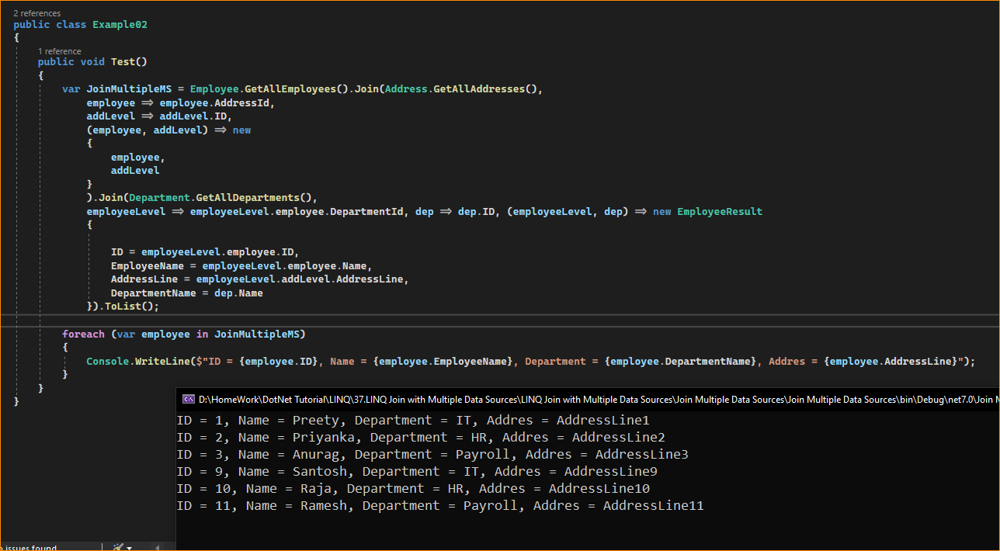 2 references
public class Example02
{
1 reference
public void Test()
{
var JoinMultipleMS = Employee.GetAllEmployees().Join(Address.GetAllAddresses(),
employee => employee.AddressId,
addLevel => addLevel.ID,
(employee, addLevel) => new
{
employee,
addLevel
}
).Join(Department.GetAllDepartments(),
employeeLevel => employeeLevel.employee.DepartmentId, dep => dep.ID, (employeeLevel, dep) => new EmployeeResult
{
ID = employeeLevel.employee.ID,
EmployeeName = employeeLevel.employee.Name,
AddressLine = employeeLevel.addLevel.AddressLine,
DepartmentName = dep.Name
}).ToList();
foreach (var employee in JoinMultipleMS)
{
Console.WriteLine($"ID = {employee.ID}, Name = {employee.EmployeeName}, Department = {employee.DepartmentName}, Addres = {employee.AddressLine}");
}
}
}
D:\HomeWork\DotNet Tutorial\LINQ\37.LINQ Join with Multiple Data Sources\LINQ Join with Multiple Data Sources\Join Multiple Data Sources\Join Multiple Data Sources\bin\Debug\net7.0\Join
ID = 1, Name = Preety, Department = IT, Addres = AddressLine1
ID = 2, Name = Priyanka, Department = HR, Addres = AddressLine2
ID = 3, Name = Anurag, Department = Payroll, Addres = AddressLine3
ID = 9, Name = Santosh, Department = IT, Addres = AddressLine9
ID = 10, Name = Raja, Department = HR, Addres = AddressLine10
ID = 11, Name = Ramesh, Department = Payroll, Addres = AddressLine11
issues found